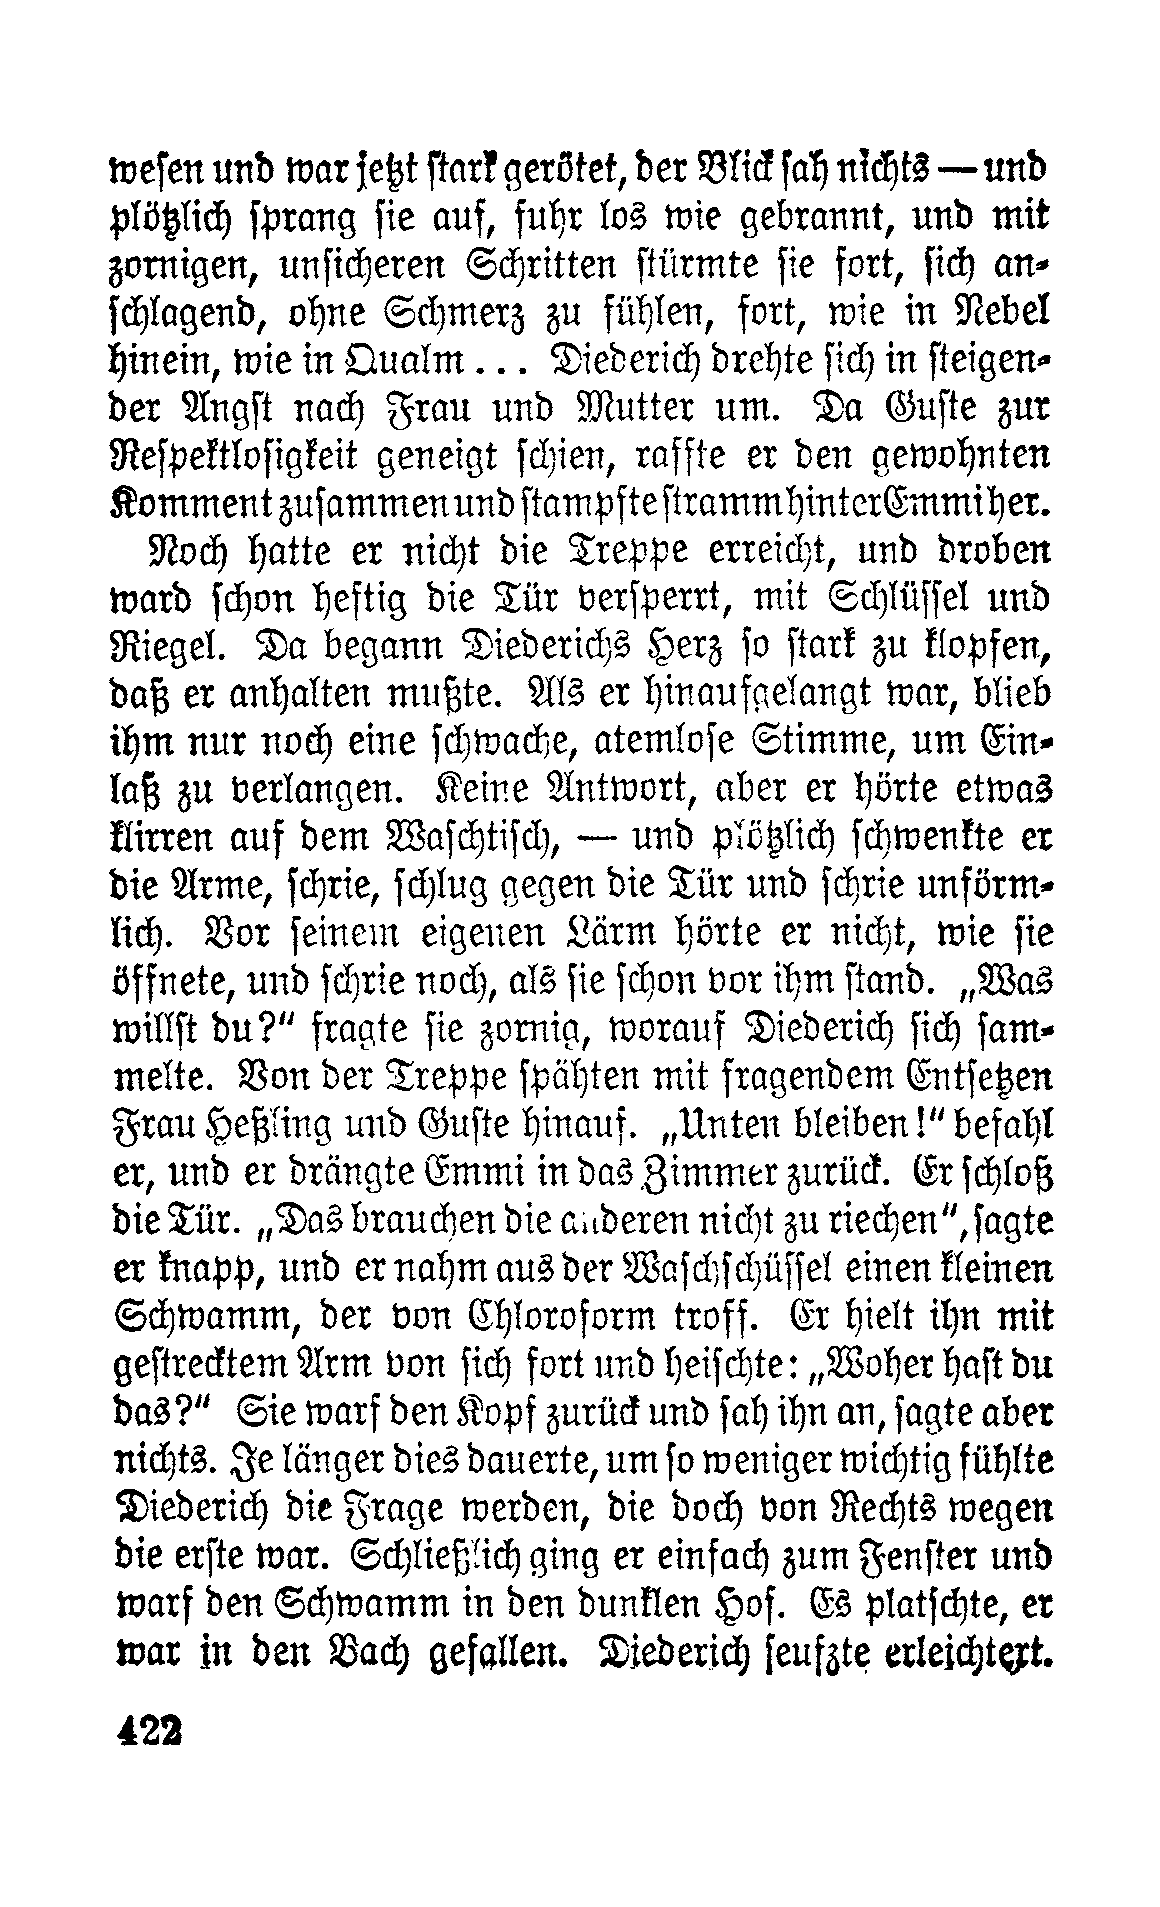 wesen und war jetzt stark gerötet, der Blick sah nichts — und
plötzlich sprang sie auf, fuhr los wie gebrannt, und mit
zornigen, unsicheren Schritten stürmte sie fort, sich an-
schlagend, ohne Schmerz zu fühlen, fort, wie in Nebel
hinein, wie in Qualm... Diederich drehte sich in steigen-
der Angst nach Frau und Mutter um. Da Guste zur
Respektlosigkeit geneigt schien, raffte er den gewohnten
Komment zusammen und stampfte stramm hinter Emmi her.
Noch hatte er nicht die Treppe erreicht, und droben
ward schon heftig die Tür versperrt, mit Schlüssel und
Riegel. Da begann Diederichs Herz so stark zu klopfen,
daß er anhalten mußte. Als er hinaufgelangt war, blieb
ihm nur noch eine schwache, atemlose Stimme, um Ein-
laß zu verlangen. Keine Antwort, aber er hörte etwas
klirren auf dem Waschtisch, — und plötzlich schwenkte er
die Arme, schrie, schlug gegen die Tür und schrie unförm-
lich. Vor seinem eigenen Lärm hörte er nicht, wie sie
öffnete, und schrie noch, als sie schon vor ihm stand. „Was
willst du?“ fragte sie zornig, worauf Diederich sich sam-
melte. Von der Treppe spähten mit fragendem Entsetzen
Frau Heßling und Guste hinauf. „Unten bleiben!“ befahl
er, und er drängte Emmi in das Zimmer zurück. Er schloß
die Tür. „Das brauchen die anderen nicht zu riechen“, sagte
er knapp, und er nahm aus der Waschschüssel einen kleinen
Schwamm, der von Chloroform troff. Er hielt ihn mit
gestrecktem Arm von sich fort und heischte: „Woher hast du
das?“ Sie warf den Kopf zurück und sah ihn an, sagte aber
nichts. Je länger dies dauerte, um so weniger wichtig fühlte
Diederich die Frage werden, die doch von Rechts wegen
die erste war. Schließlich ging er einfach zum Fenster und
warf den Schwamm in den dunklen Hof. Es platschte, er
war in den Bach gefallen. Diederich seufzte erleichtert.
422